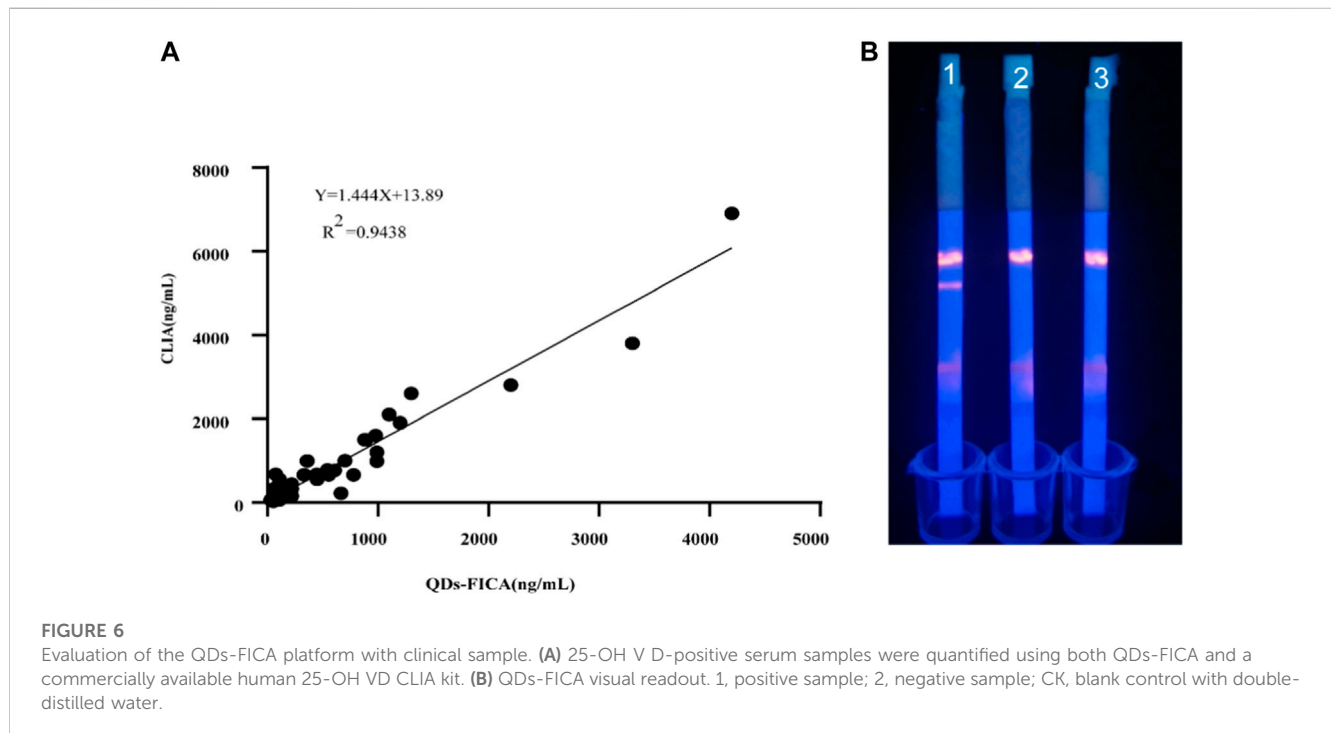 A
B
1 2 3
8000
Y=1.444X+13.89
R2=0.9438
6000
CLIA(ng/mL)
4000
2000
0
0 1000 2000 3000 4000 5000
QDs-FICA(ng/mL)
FIGURE 6
Evaluation of the QDs-FICA platform with clinical sample. (A) 25-OH V D-positive serum samples were quantified using both QDs-FICA and a
commercially available human 25-OH VD CLIA kit. (B) QDs-FICA visual readout. 1, positive sample; 2, negative sample; CK, blank control with double-
distilled water.